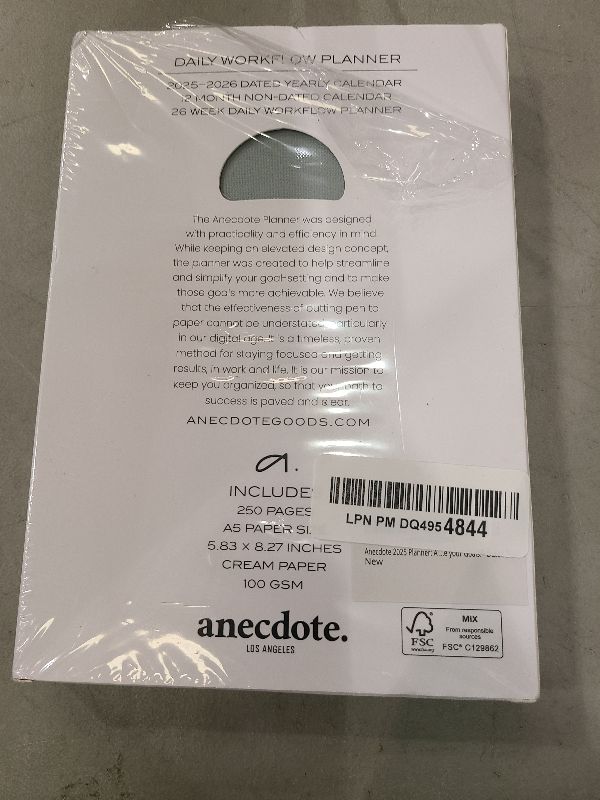 DAILY WORKFLOW PLANNER
2025-2026 DATED YEARLY CALENDAR
12 MONTH NON-DATED CALENDAR
26 WEEK DAILY WORKFLOW PLANNER
The Anecdote Planner was designed
with practicality and efficiency in mind.
While keeping an elevated design concept,
the planner was created to help streamline
and simplify your goal-setting and to make
those goals more achievable. We believe
that the effectiveness of putting pen to
paper cannot be understated, particularly
in our digital age. It is a timeless, proven
method for staying focused and getting
results, in work and life. It is our mission to
keep you organized, so that your path to
success is paved and clear.
ANECDOTEGOODS.COM
a.
INCLUDE
250 PAGES
A5 PAPER SI
5.83 x 8.27 INCHES
CREAM PAPER
100 GSM
LPN PM DQ4954844
Anecdote 2025 Planner: A
New
anecdote.
LOS ANGELES
FSC
www.fsc.org
MIX
From responsible
sources
FSC® C129862